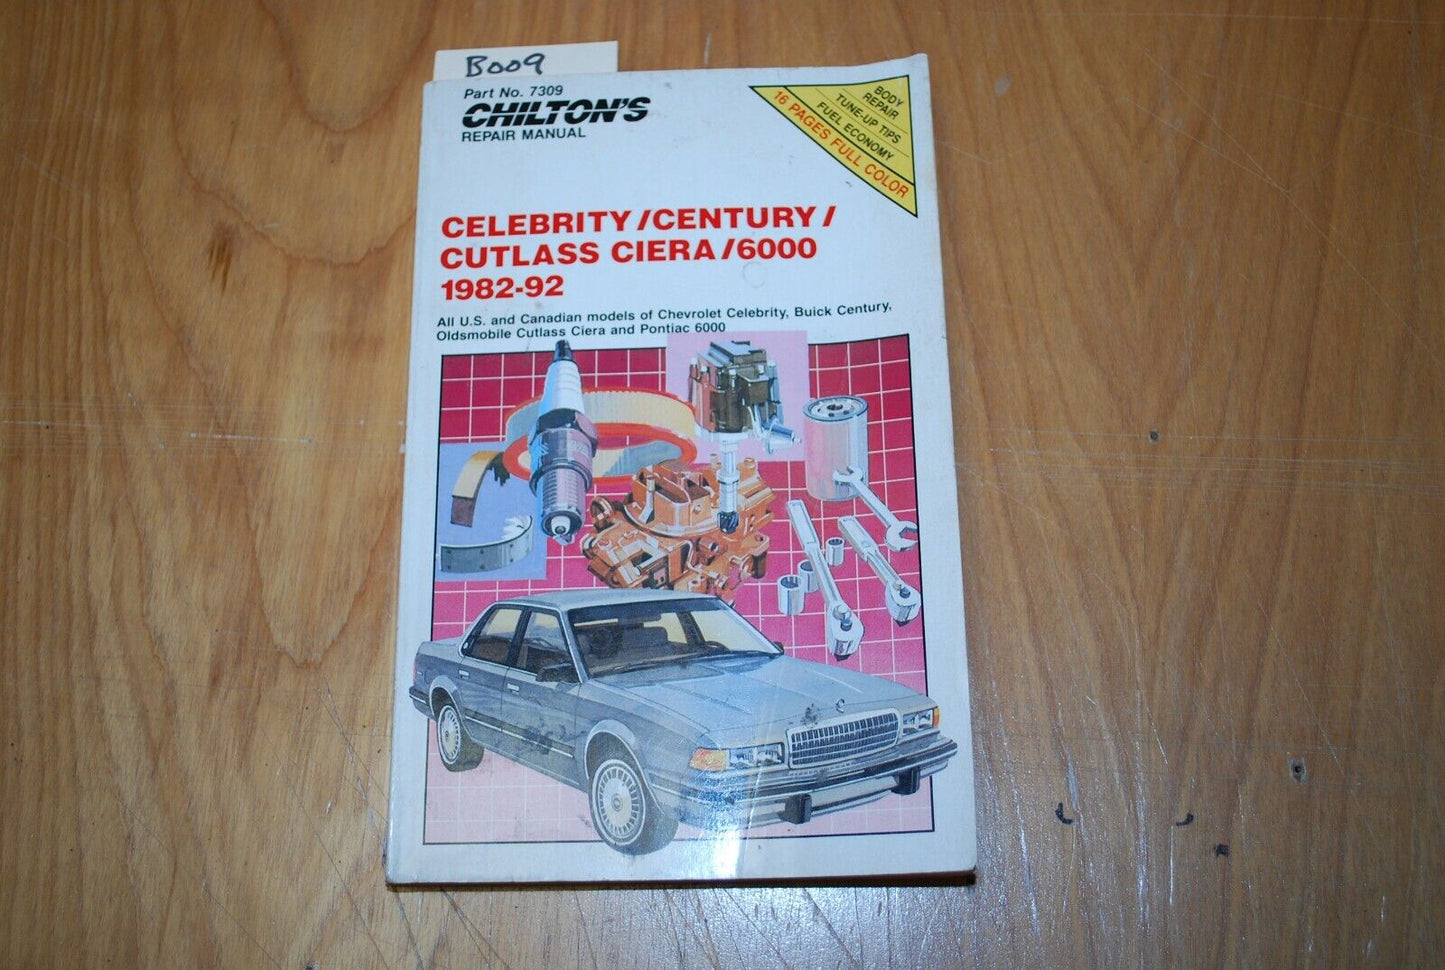 B009
Part No. 7309
CHILTON'S
REPAIR MANUAL
BODY
REPAIR
TUNE-UP TIPS
FUEL ECONOMY
16 PAGES FULL COLOR
CELEBRITY/CENTURY/
CUTLASS CIERA/6000
1982-92
All U.S. and Canadian models of Chevrolet Celebrity, Buick Century,
Oldsmobile Cutlass Ciera and Pontiac 6000